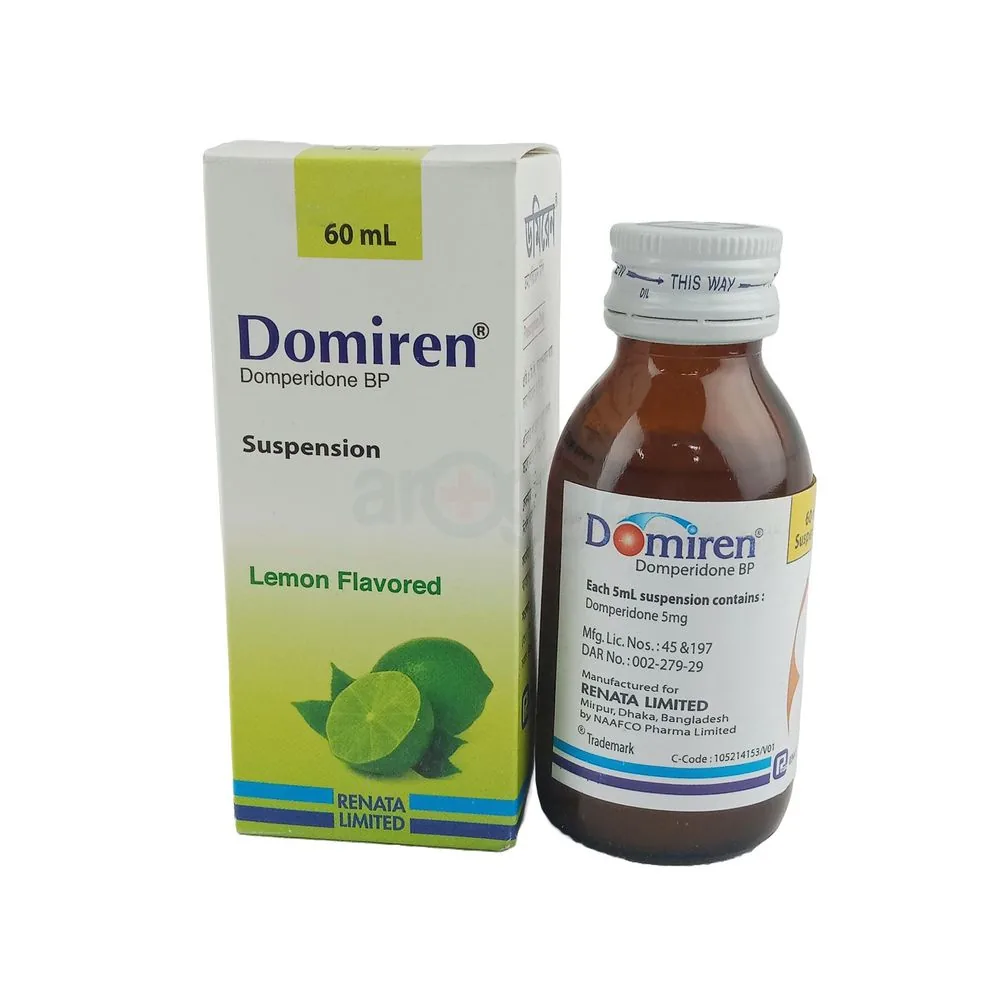 60 mL
Domiren®
Domperidone BP
Suspension
Lemon Flavored
RENATA
LIMITED
ডমিরেন®
THIS WAY
D/L
60
Domiren®
Domperidone BP
Each 5mL suspension contains :
Domperidone 5mg
Mfg. Lic. Nos. : 45 & 197
DAR No. : 002-279-29
Manufactured for
RENATA LIMITED
Mirpur, Dhaka, Bangladesh
by NAAFCO Pharma Limited
® Trademark
C-Code : 105214153/V01